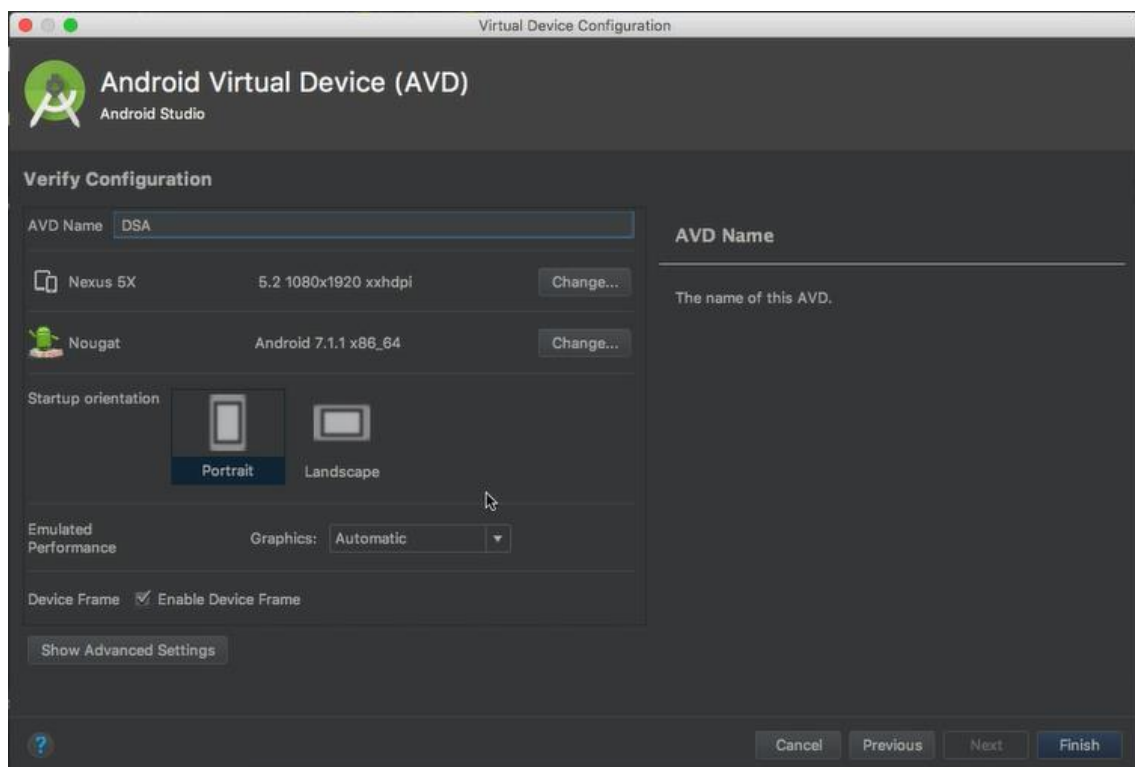 Virtual Device Configuration
Android Virtual Device (AVD)
Android Studio
Verify Configuration
AVD Name DSA
Nexus 5X 5.2 1080x1920 xxhdpi Change...
Nougat Android 7.1.1 x86_64 Change...
Startup orientation
Portrait Landscape
Emulated
Performance
Graphics: Automatic
Device Frame Enable Device Frame
Show Advanced Settings
AVD Name
The name of this AVD.
? Cancel Previous Next Finish